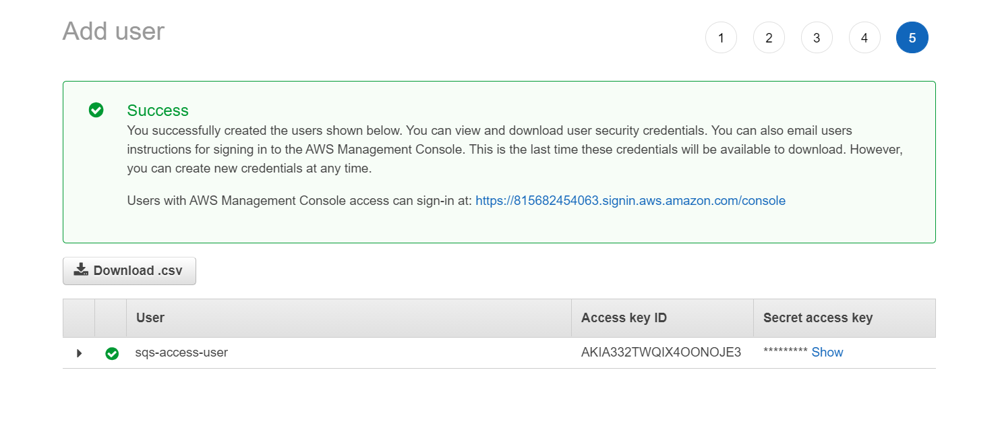 Add user
1 2 3 4 5
Success
You successfully created the users shown below. You can view and download user security credentials. You can also email users
instructions for signing in to the AWS Management Console. This is the last time these credentials will be available to download. However,
you can create new credentials at any time.
Users with AWS Management Console access can sign-in at: https://815682454063.signin.aws.amazon.com/console
Download .csv
User Access key ID Secret access key
sqs-access-user AKIA332TWQIX4OONOJE3 ********* Show